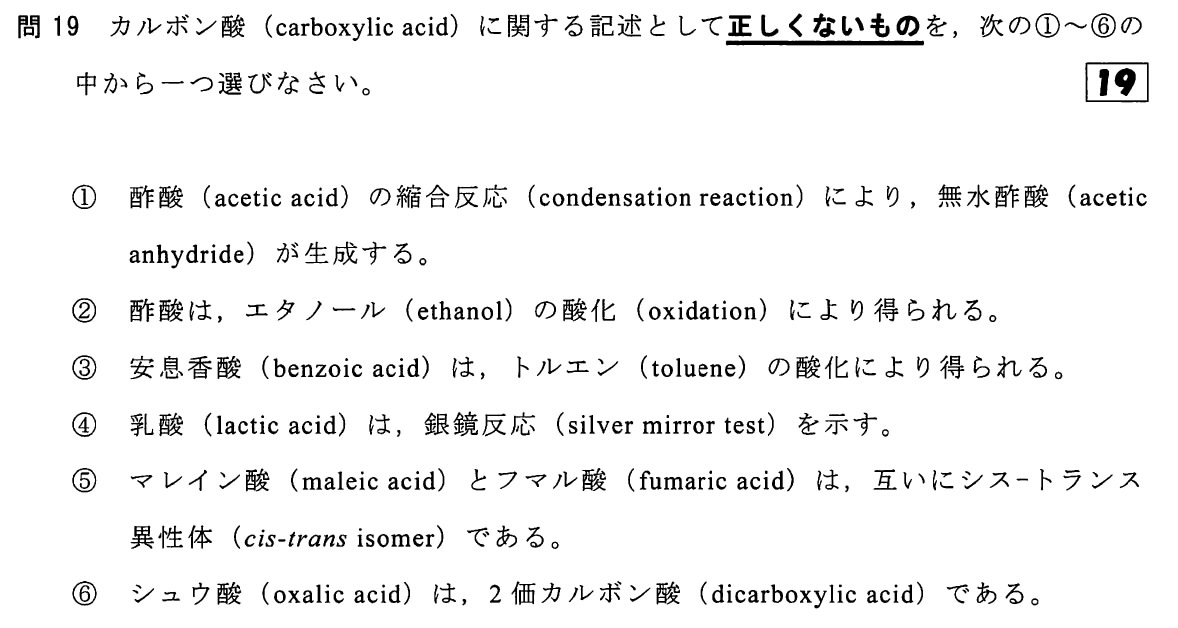 問 19 カルボン酸（carboxylic acid）に関する記述として正しくないものを，次の①～⑥の
中から一つ選びなさい。
19
① 酢酸（acetic acid）の縮合反応（condensation reaction）により，無水酢酸（acetic
anhydride）が生成する。
② 酢酸は，エタノール（ethanol）の酸化（oxidation）により得られる。
③ 安息香酸（benzoic acid）は，トルエン（toluene）の酸化により得られる。
④ 乳酸（lactic acid）は，銀鏡反応（silver mirror test）を示す。
⑤ マレイン酸（maleic acid）とフマル酸（fumaric acid）は，互いにシス－トランス
異性体（cis-trans isomer）である。
⑥ シュウ酸（oxalic acid）は，2 価カルボン酸（dicarboxylic acid）である。